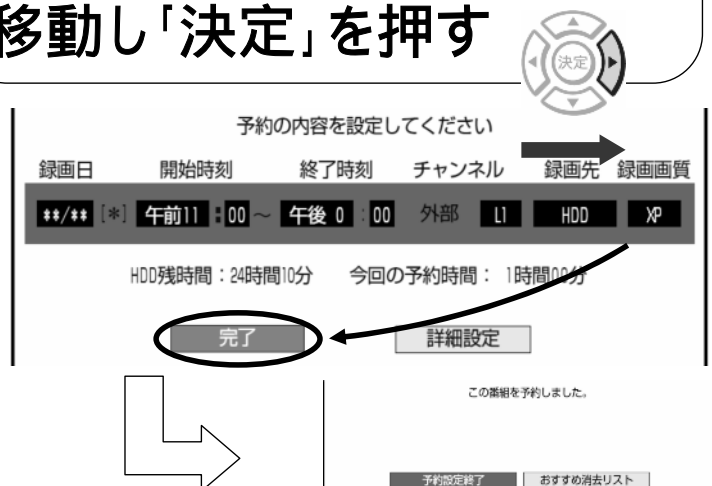 移動し「決定」を押す
決定
予約の内容を設定してください
録画日 開始時刻 終了時刻 チャンネル 録画先 録画画質
**/** [*] 午前11:00～ 午後 0:00 外部 L1 HDD XP
HDD残時間：24時間10分 今回の予約時間： 1時間00分
完了 詳細設定
この番組を予約しました。
予約設定終了 おすすめ消去リスト